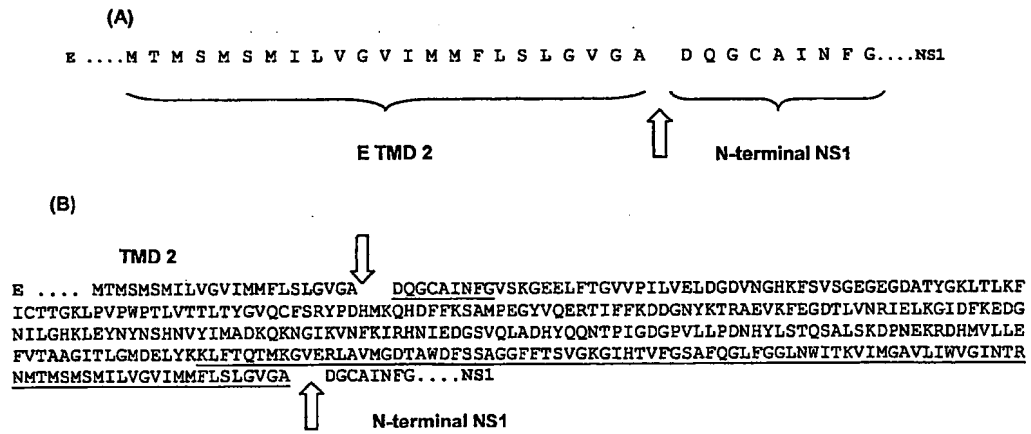 (A)
E ....M T M S M S M I L V G V I M M F L S L G V G A D Q G C A I N F G....NS1
E TMD 2 N-terminal NS1
(B)
TMD 2
E .... MTMSMSMILVGVIMMFLSLGVGA DQGCAINFGVSKGEELFTGVVPILVELDGDVNGHKFSVSGEGEGDATYGKLTLKF
ICTTGKLPVPWPTLVTTLTYGVQCFSRYPDHMKQHDFFKSAMPEGYVQERTIFFKDDGNYKTRAEVKFEGDTLVNRIELKGIDFKEDG
NILGHKLEYNYNSHNVYIMADKQKNGIKVNFKIRHNIEDGSVQLADHYQQNTPIGDGPVLLPDNHYLSTQSALSKDPNEKRDHMVLLE
FVTAAGITLGMDELYKKLFTQTMKGVERLAVMGDTAWDFSSAGGFFTSVGKGIHTVFGSAFQGLFGGLNWITKVIMGAVLIWVGINTR
NMTMSMSMILVGVIMMFLSLGVGA DGCAINFG....NS1
N-terminal NS1